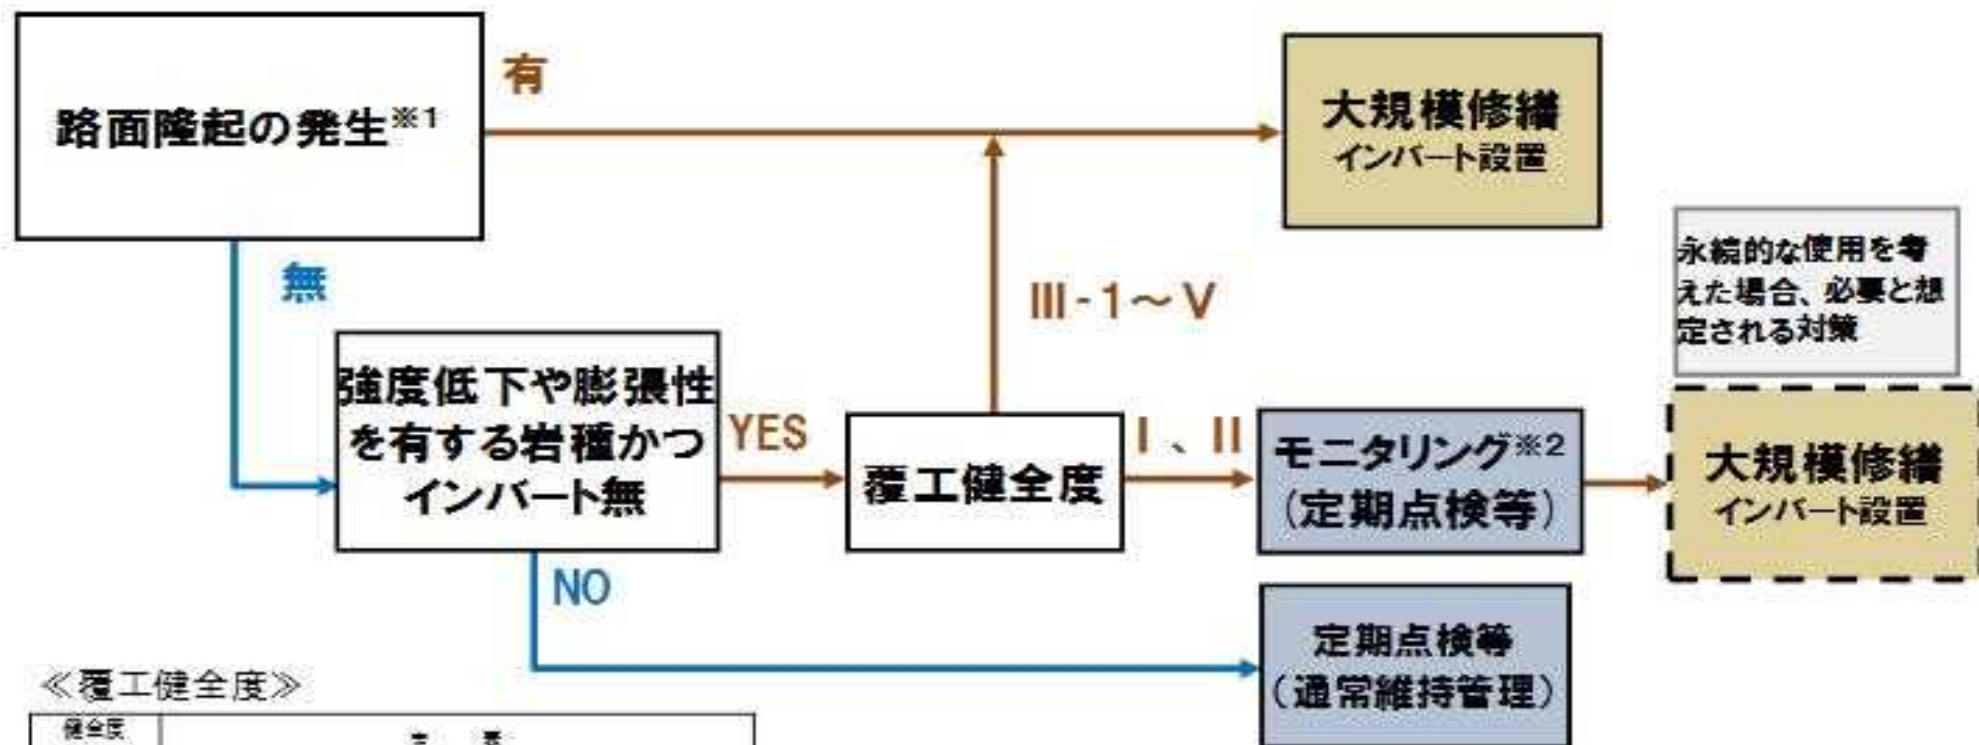 路面隆起の発生※1
有
大規模修繕
インバート設置
無
強度低下や膨張性
を有する岩種かつ
インバート無
YES
NO
覆工健全度
III-1～V
I、II
モニタリング※2
(定期点検等)
永続的な使用を考
えた場合、必要と想
定される対策
大規模修繕
インバート設置
定期点検等
(通常維持管理)
≪覆工健全度≫
健全度